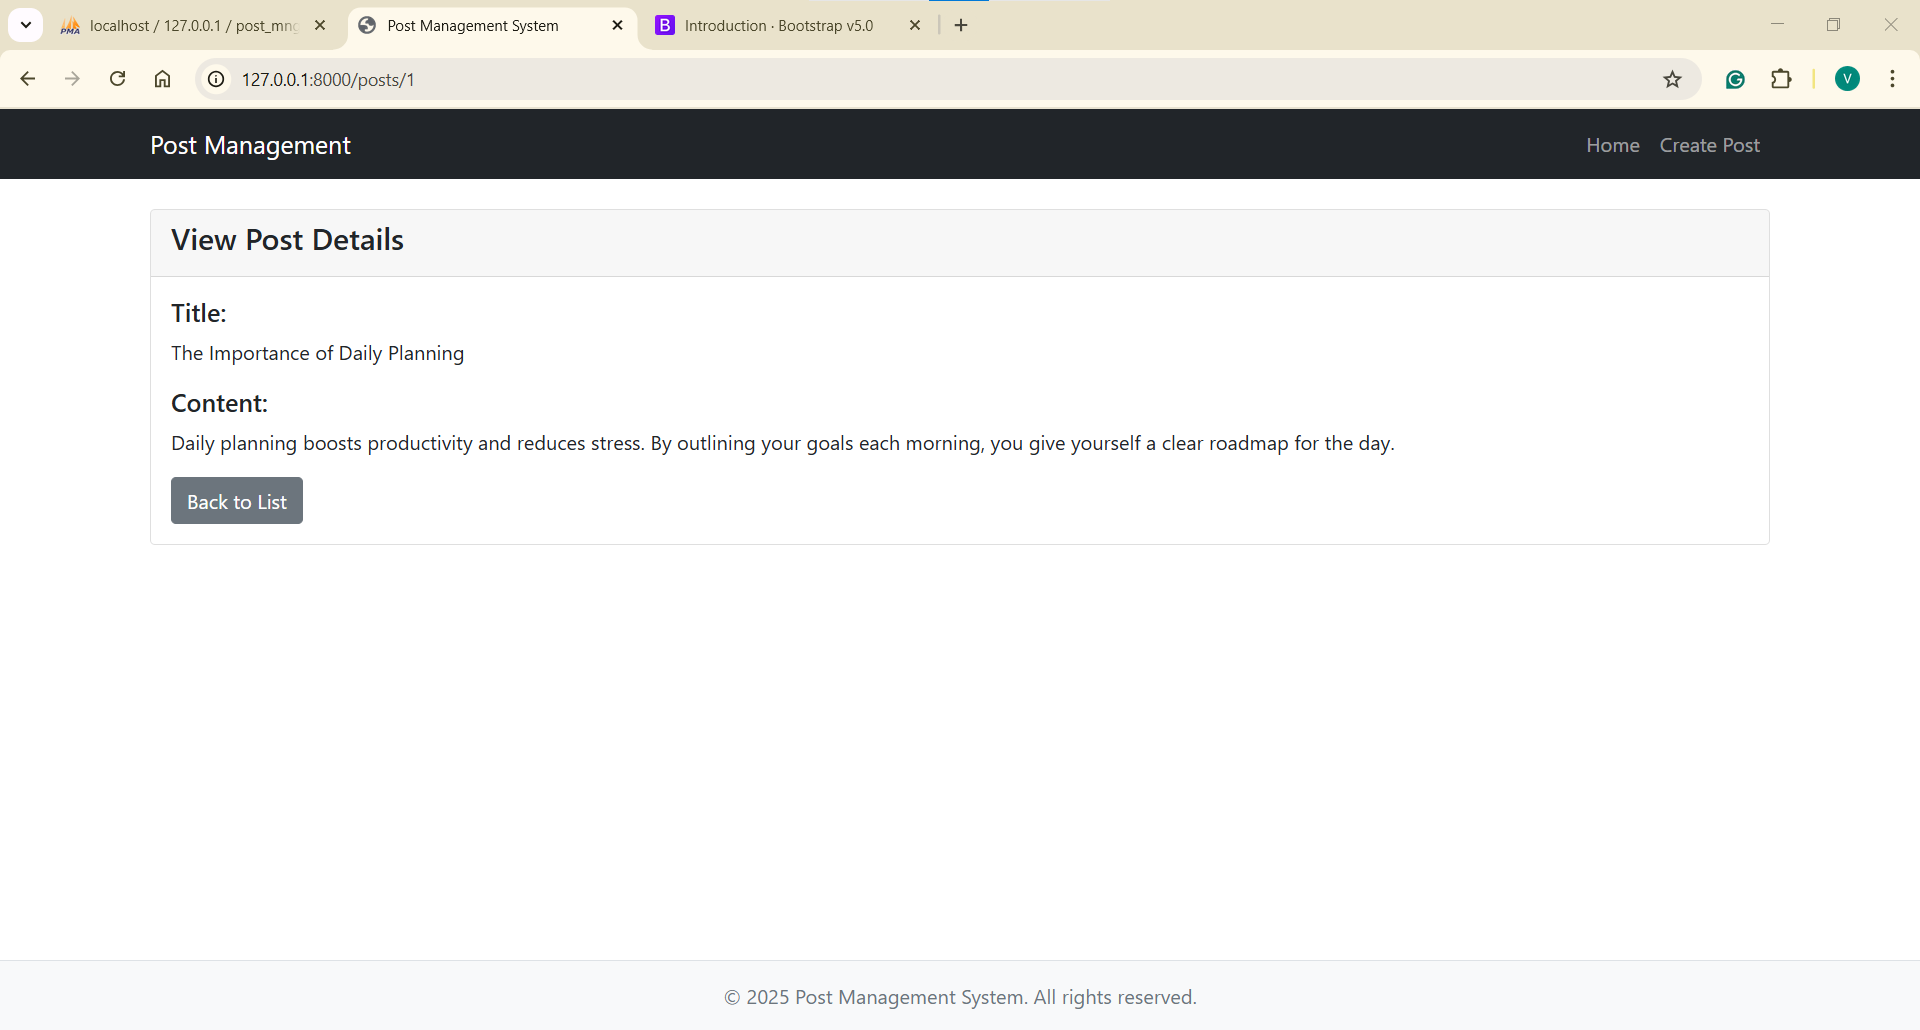 localhost / 127.0.0.1 / post_mng
Post Management System
Introduction · Bootstrap v5.0
127.0.0.1:8000/posts/1
V
Post Management
Home
Create Post
View Post Details
Title:
The Importance of Daily Planning
Content:
Daily planning boosts productivity and reduces stress. By outlining your goals each morning, you give yourself a clear roadmap for the day.
Back to List
© 2025 Post Management System. All rights reserved.